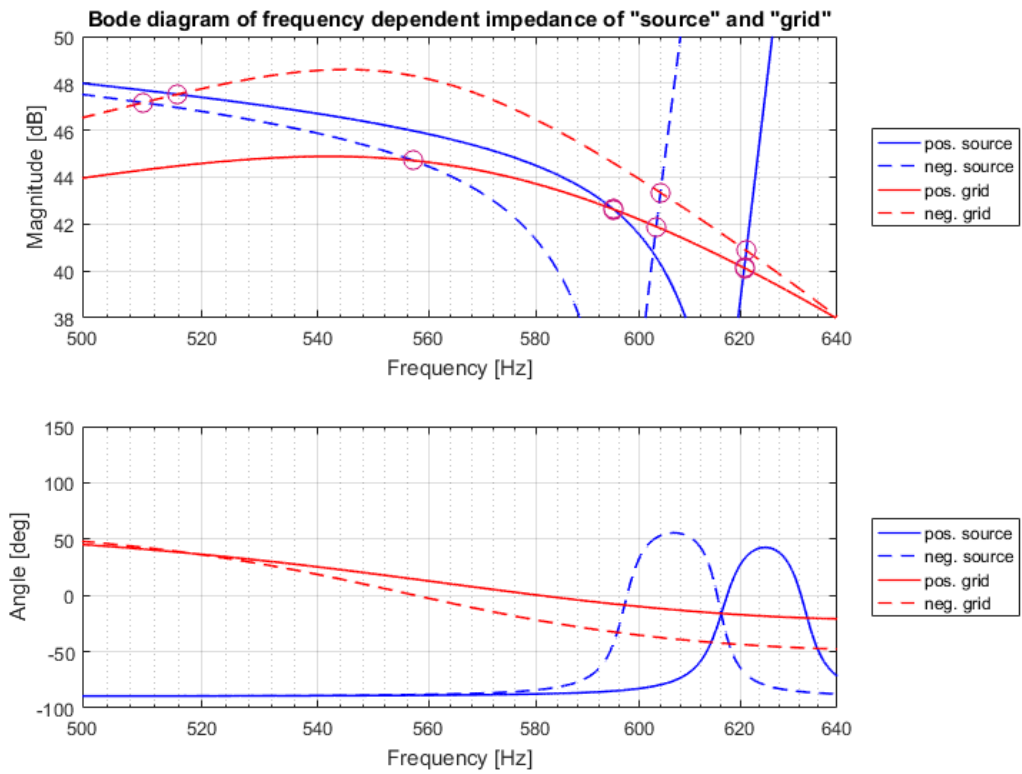 Bode diagram of frequency dependent impedance of "source" and "grid"
Magnitude [dB]
50
48
46
44
42
40
38
500 520 540 560 580 600 620 640
Frequency [Hz]
pos. source
neg. source
pos. grid
neg. grid
Angle [deg]
150
100
50
0
-50
-100
500 520 540 560 580 600 620 640
Frequency [Hz]
pos. source
neg. source
pos. grid
neg. grid